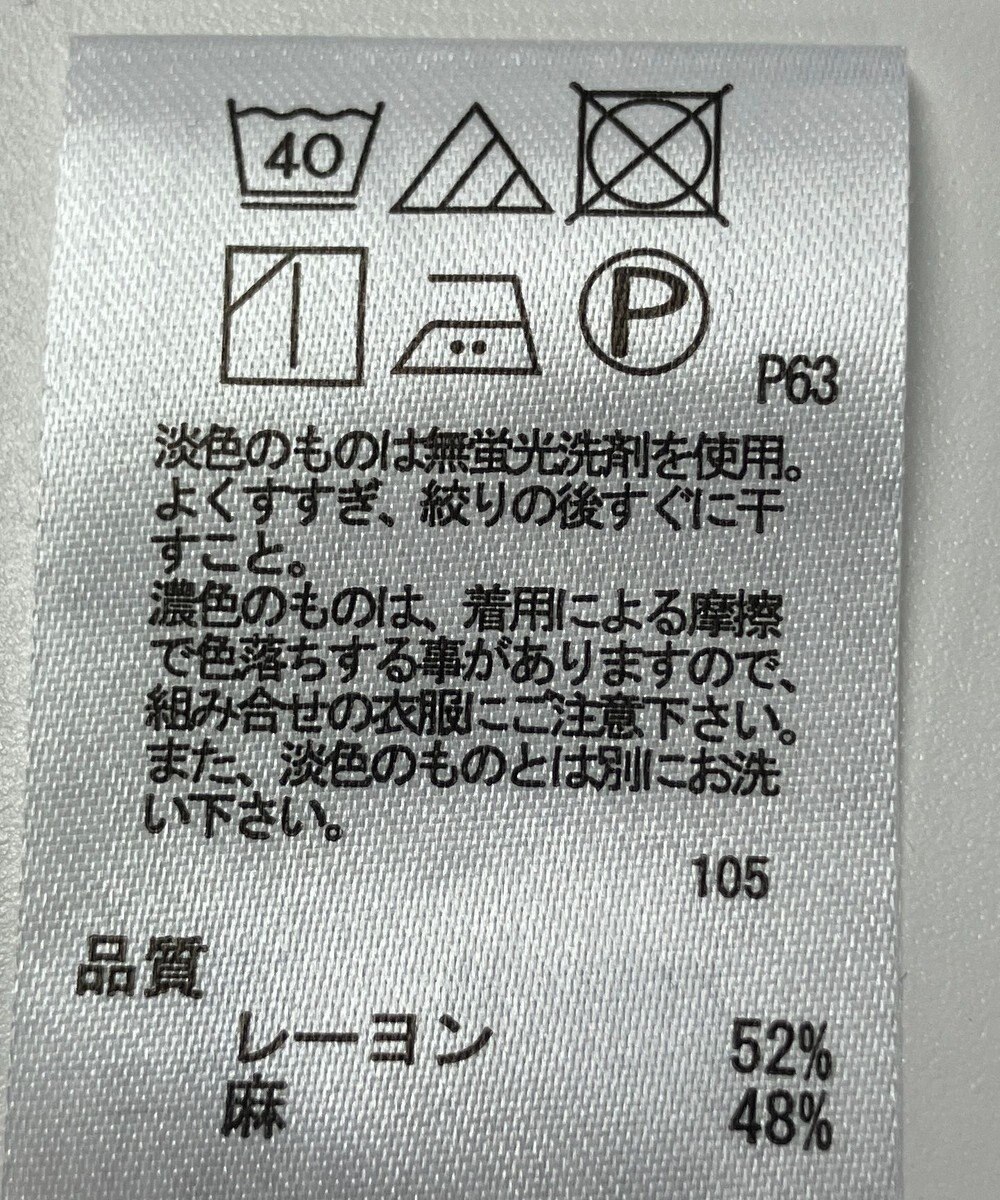 40
P
P63
淡色のものは無蛍光洗剤を使用。
よくすすぎ、絞りの後すぐに干
すこと。
濃色のものは、着用による摩擦
で色落ちする事がありますので、
組み合せの衣服にご注意下さい。
また、淡色のものとは別にお洗
い下さい。
105
品質
レーヨン 52%
麻 48%